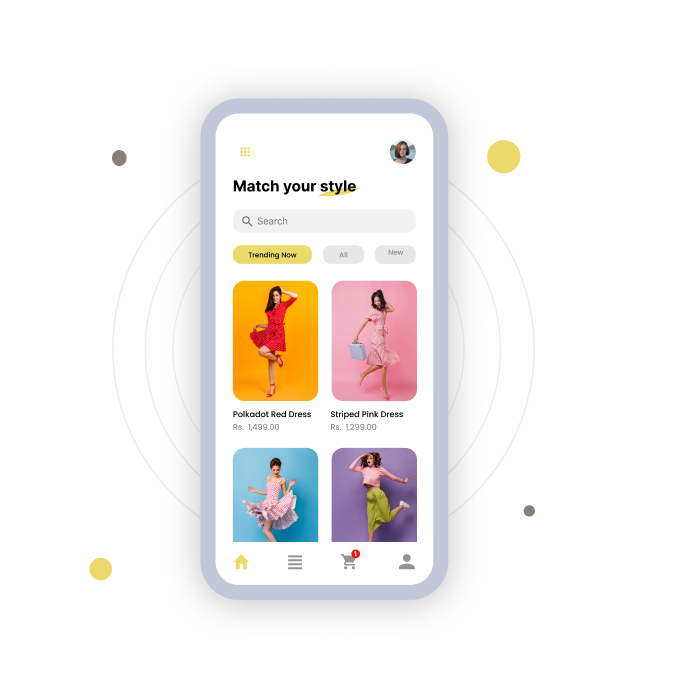 Match your style
Search
Trending Now
All
New
Polkadot Red Dress
Striped Pink Dress
Rs. 1,499.00
Rs. 1,299.00
1